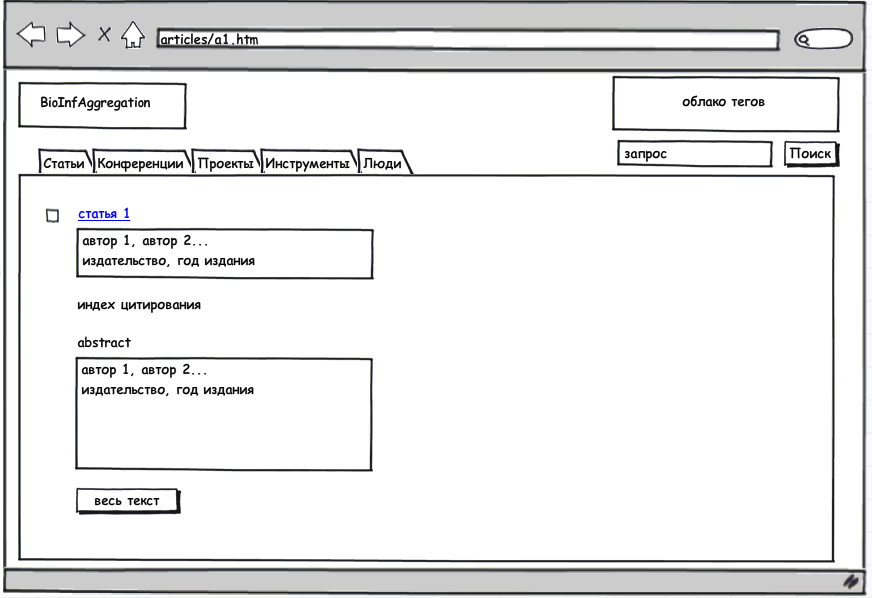 articles/a1.htm
BioInfAggregation
облако тегов
запрос
Поиск
Статьи
Конференции
Проекты
Инструменты
Люди
статья 1
автор 1, автор 2...
издательство, год издания
индекс цитирования
abstract
автор 1, автор 2...
издательство, год издания
весь текст